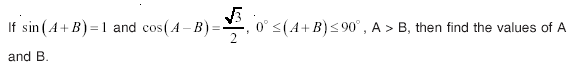 If sin(A+B)=1 and cos(A−B)=√3/2, 0°≤(A+B)≤90°, A > B, then find the values of A
and B.